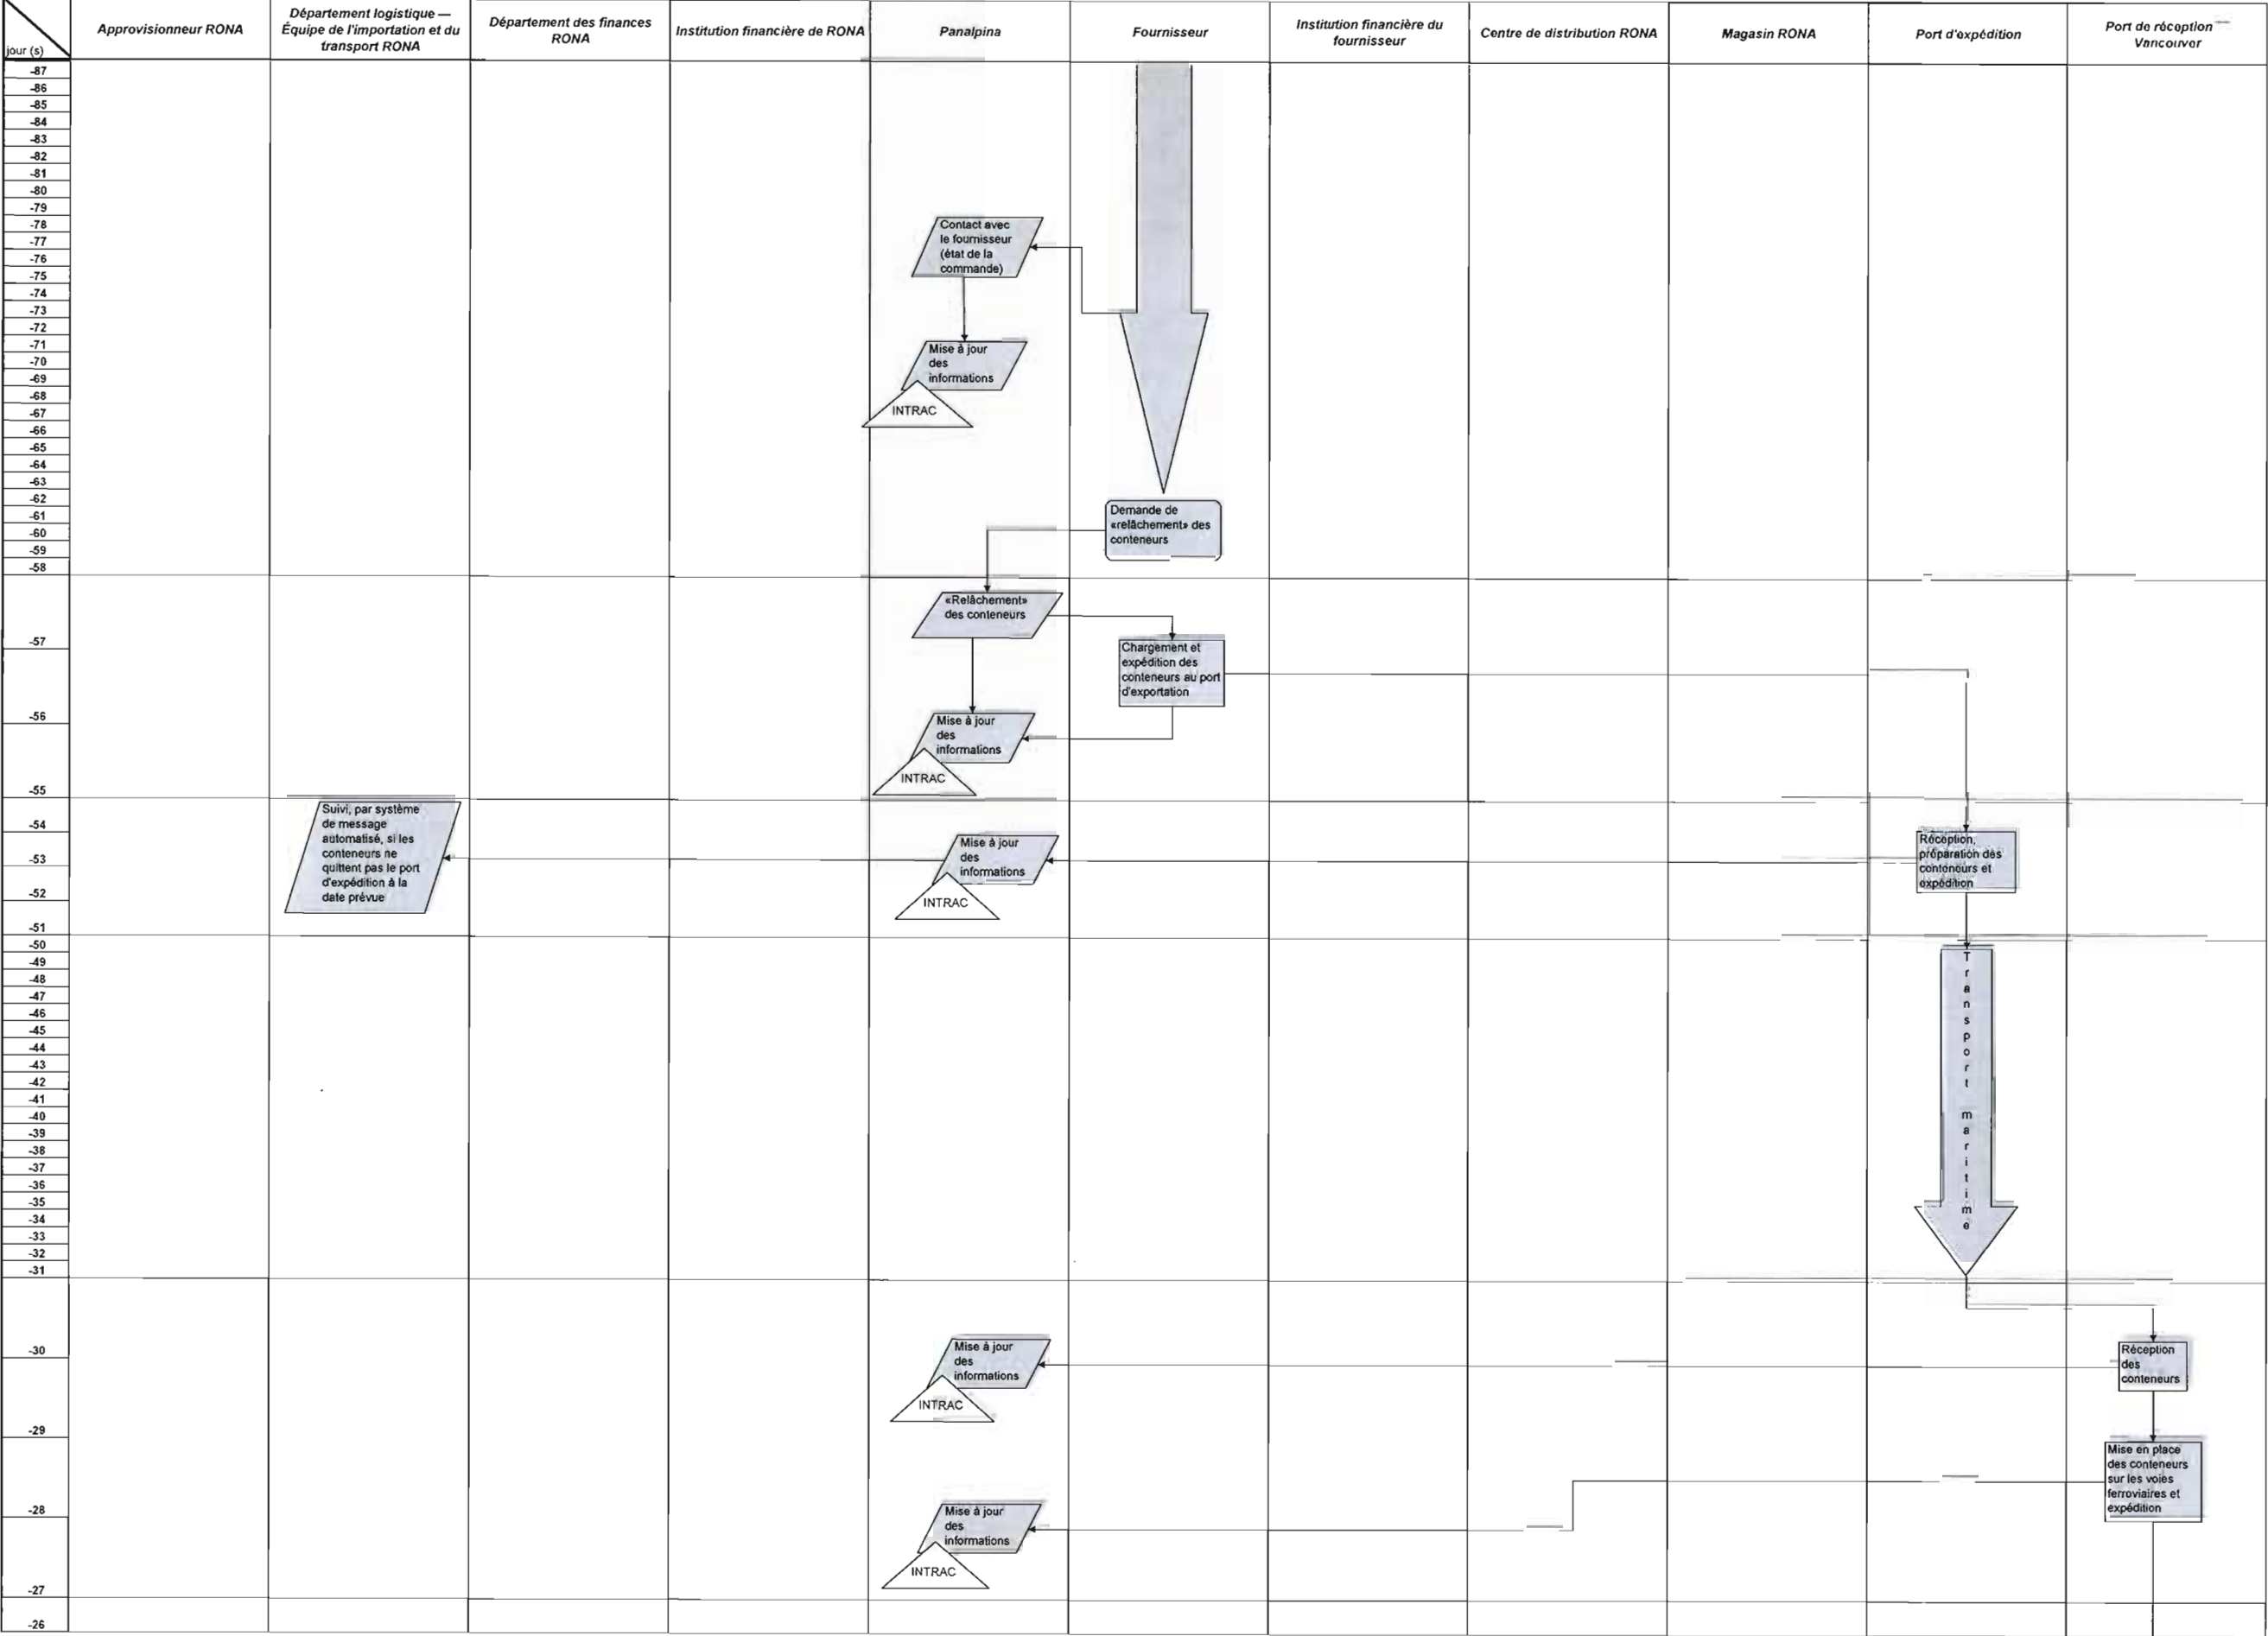 jour (s)
Approvisionneur RONA
Département logistique —
Équipe de l'importation et du
transport RONA
Département des finances
RONA
Institution financière de RONA
Panalpina
Fournisseur
Institution financière du
fournisseur
Centre de distribution RONA
Magasin RONA
Port d'expédition
Port de réception
Vancouver
-87
-86
-85
-84
-83
-82
-81
-80
-79
-78
-77
-76
-75
-74
-73
-72
-71
-70
-69
-68
-67
-66
-65
-64
-63
-62
-61
-60
-59
-58
-57
-56
-55
-54
-53
-52
-51
-50
-49
-48
-47
-46
-45
-44
-43
-42
-41
-40
-39
-38
-37
-36
-35
-34
-33
-32
-31
-30
-29
-28
-27
-26
Contact avec
le fournisseur
(état de la
commande)
Mise à jour
des
informations
INTRAC
Demande de
«relâchement» des
conteneurs
«Relâchement»
des conteneurs
Chargement et
expédition des
conteneurs au port
d'exportation
Mise à jour
des
informations
INTRAC
Suivi, par système
de message
automatisé, si les
conteneurs ne
quittent pas le port
d'expédition à la
date prévue
Mise à jour
des
informations
INTRAC
Réception,
préparation des
conteneurs et
expédition
Transport maritime
Mise à jour
des
informations
INTRAC
Réception
des
conteneurs
Mise en place
des conteneurs
sur les voies
ferroviaires et
expédition
Mise à jour
des
informations
INTRAC